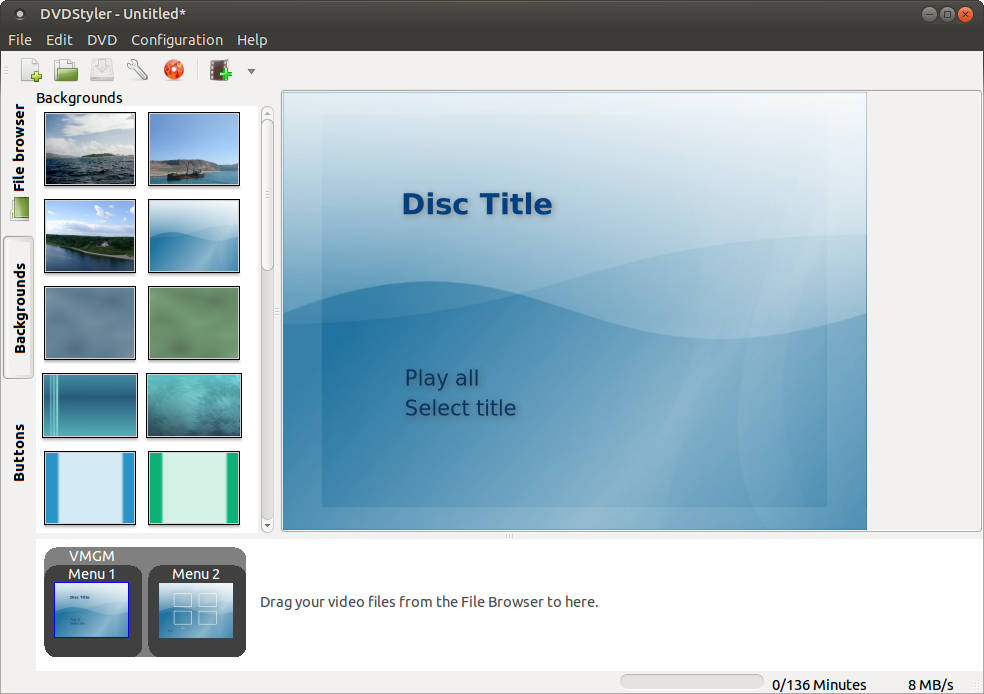 DVDStyler - Untitled*
File Edit DVD Configuration Help
Backgrounds
File browser
Backgrounds
Buttons
Disc Title
Play all
Select title
VMGM
Menu 1 Menu 2
Disc Title
Drag your video files from the File Browser to here.
0/136 Minutes 8 MB/s